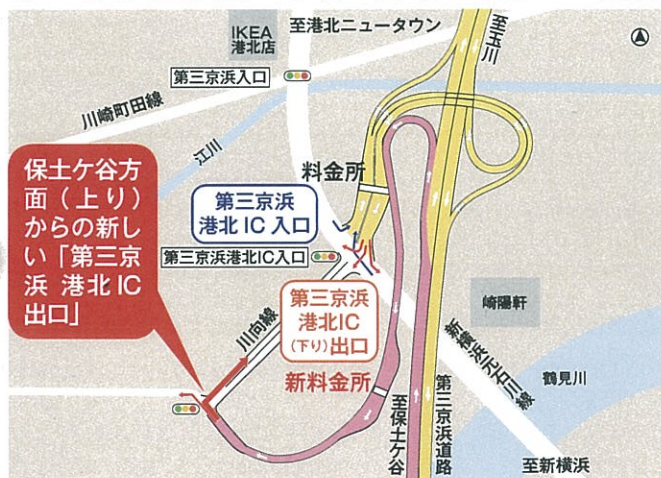 IKEA
港北店
至港北ニュータウン
至玉川
第三京浜入口
川崎町田線
江川
料金所
保土ケ谷方
面（上り）
からの新し
い「第三京
浜 港北IC
出口」
第三京浜
港北IC入口
第三京浜港北IC入口
第三京浜
港北IC
(下り)出口
川向線
新料金所
崎陽軒
鶴見川
新横浜元石川線
第三京浜道路
至保土ケ谷
至新横浜